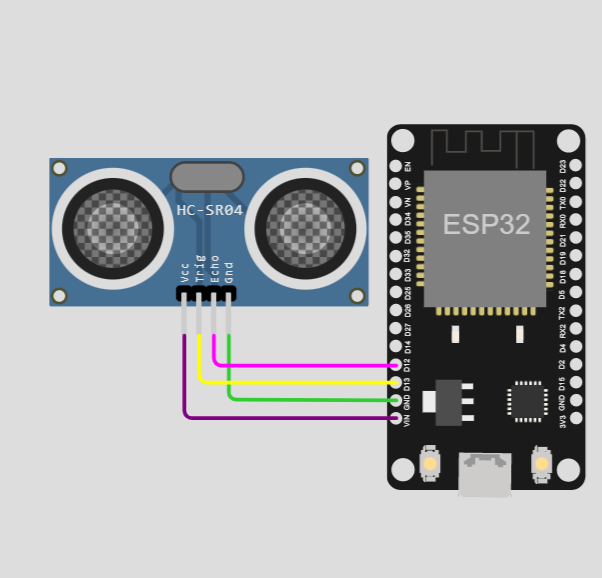 HC-SR04
Vcc
Trig
Echo
Gnd
ESP32
EN
VP
VN
D34
D35
D32
D33
D25
D26
D27
D14
D12
D13
GND
VIN
D23
D22
TX0
RX0
D21
D19
D18
D5
TX2
RX2
D4
D2
D15
GND
3V3